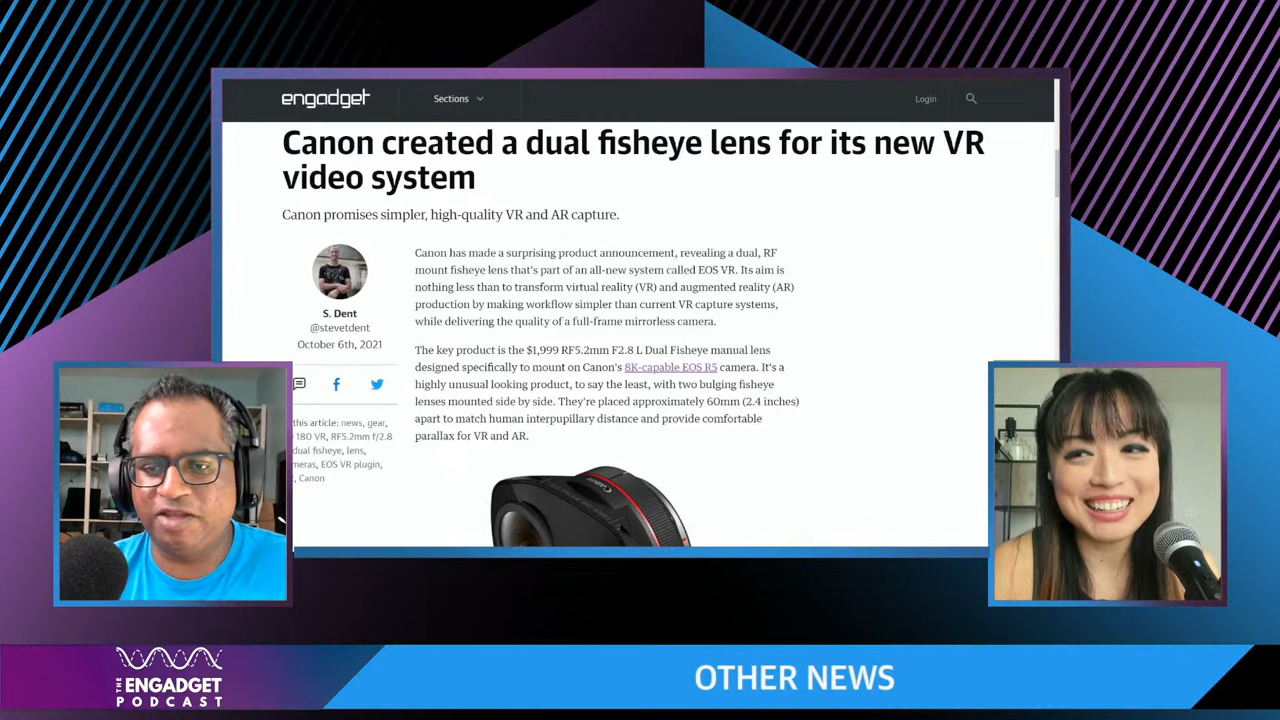 engadget
Sections
Login
Canon created a dual fisheye lens for its new VR
video system
Canon promises simpler, high-quality VR and AR capture.
S. Dent
@stevetdent
October 6th, 2021
Canon has made a surprising product announcement, revealing a dual, RF
mount fisheye lens that's part of an all-new system called EOS VR. Its aim is
nothing less than to transform virtual reality (VR) and augmented reality (AR)
production by making workflow simpler than current VR capture systems,
while delivering the quality of a full-frame mirrorless camera.
The key product is the $1,999 RF5.2mm F2.8 L Dual Fisheye manual lens
designed specifically to mount on Canon's 8K-capable EOS R5 camera. It's a
highly unusual looking product, to say the least, with two bulging fisheye
lenses mounted side by side. They're placed approximately 60mm (2.4 inches)
apart to match human interpupillary distance and provide comfortable
parallax for VR and AR.
this article: news, gear,
180 VR, RF5.2mm f/2.8
dual fisheye, lens,
meras, EOS VR plugin,
, Canon
Canon
THE
ENGADGET
PODCAST
OTHER NEWS